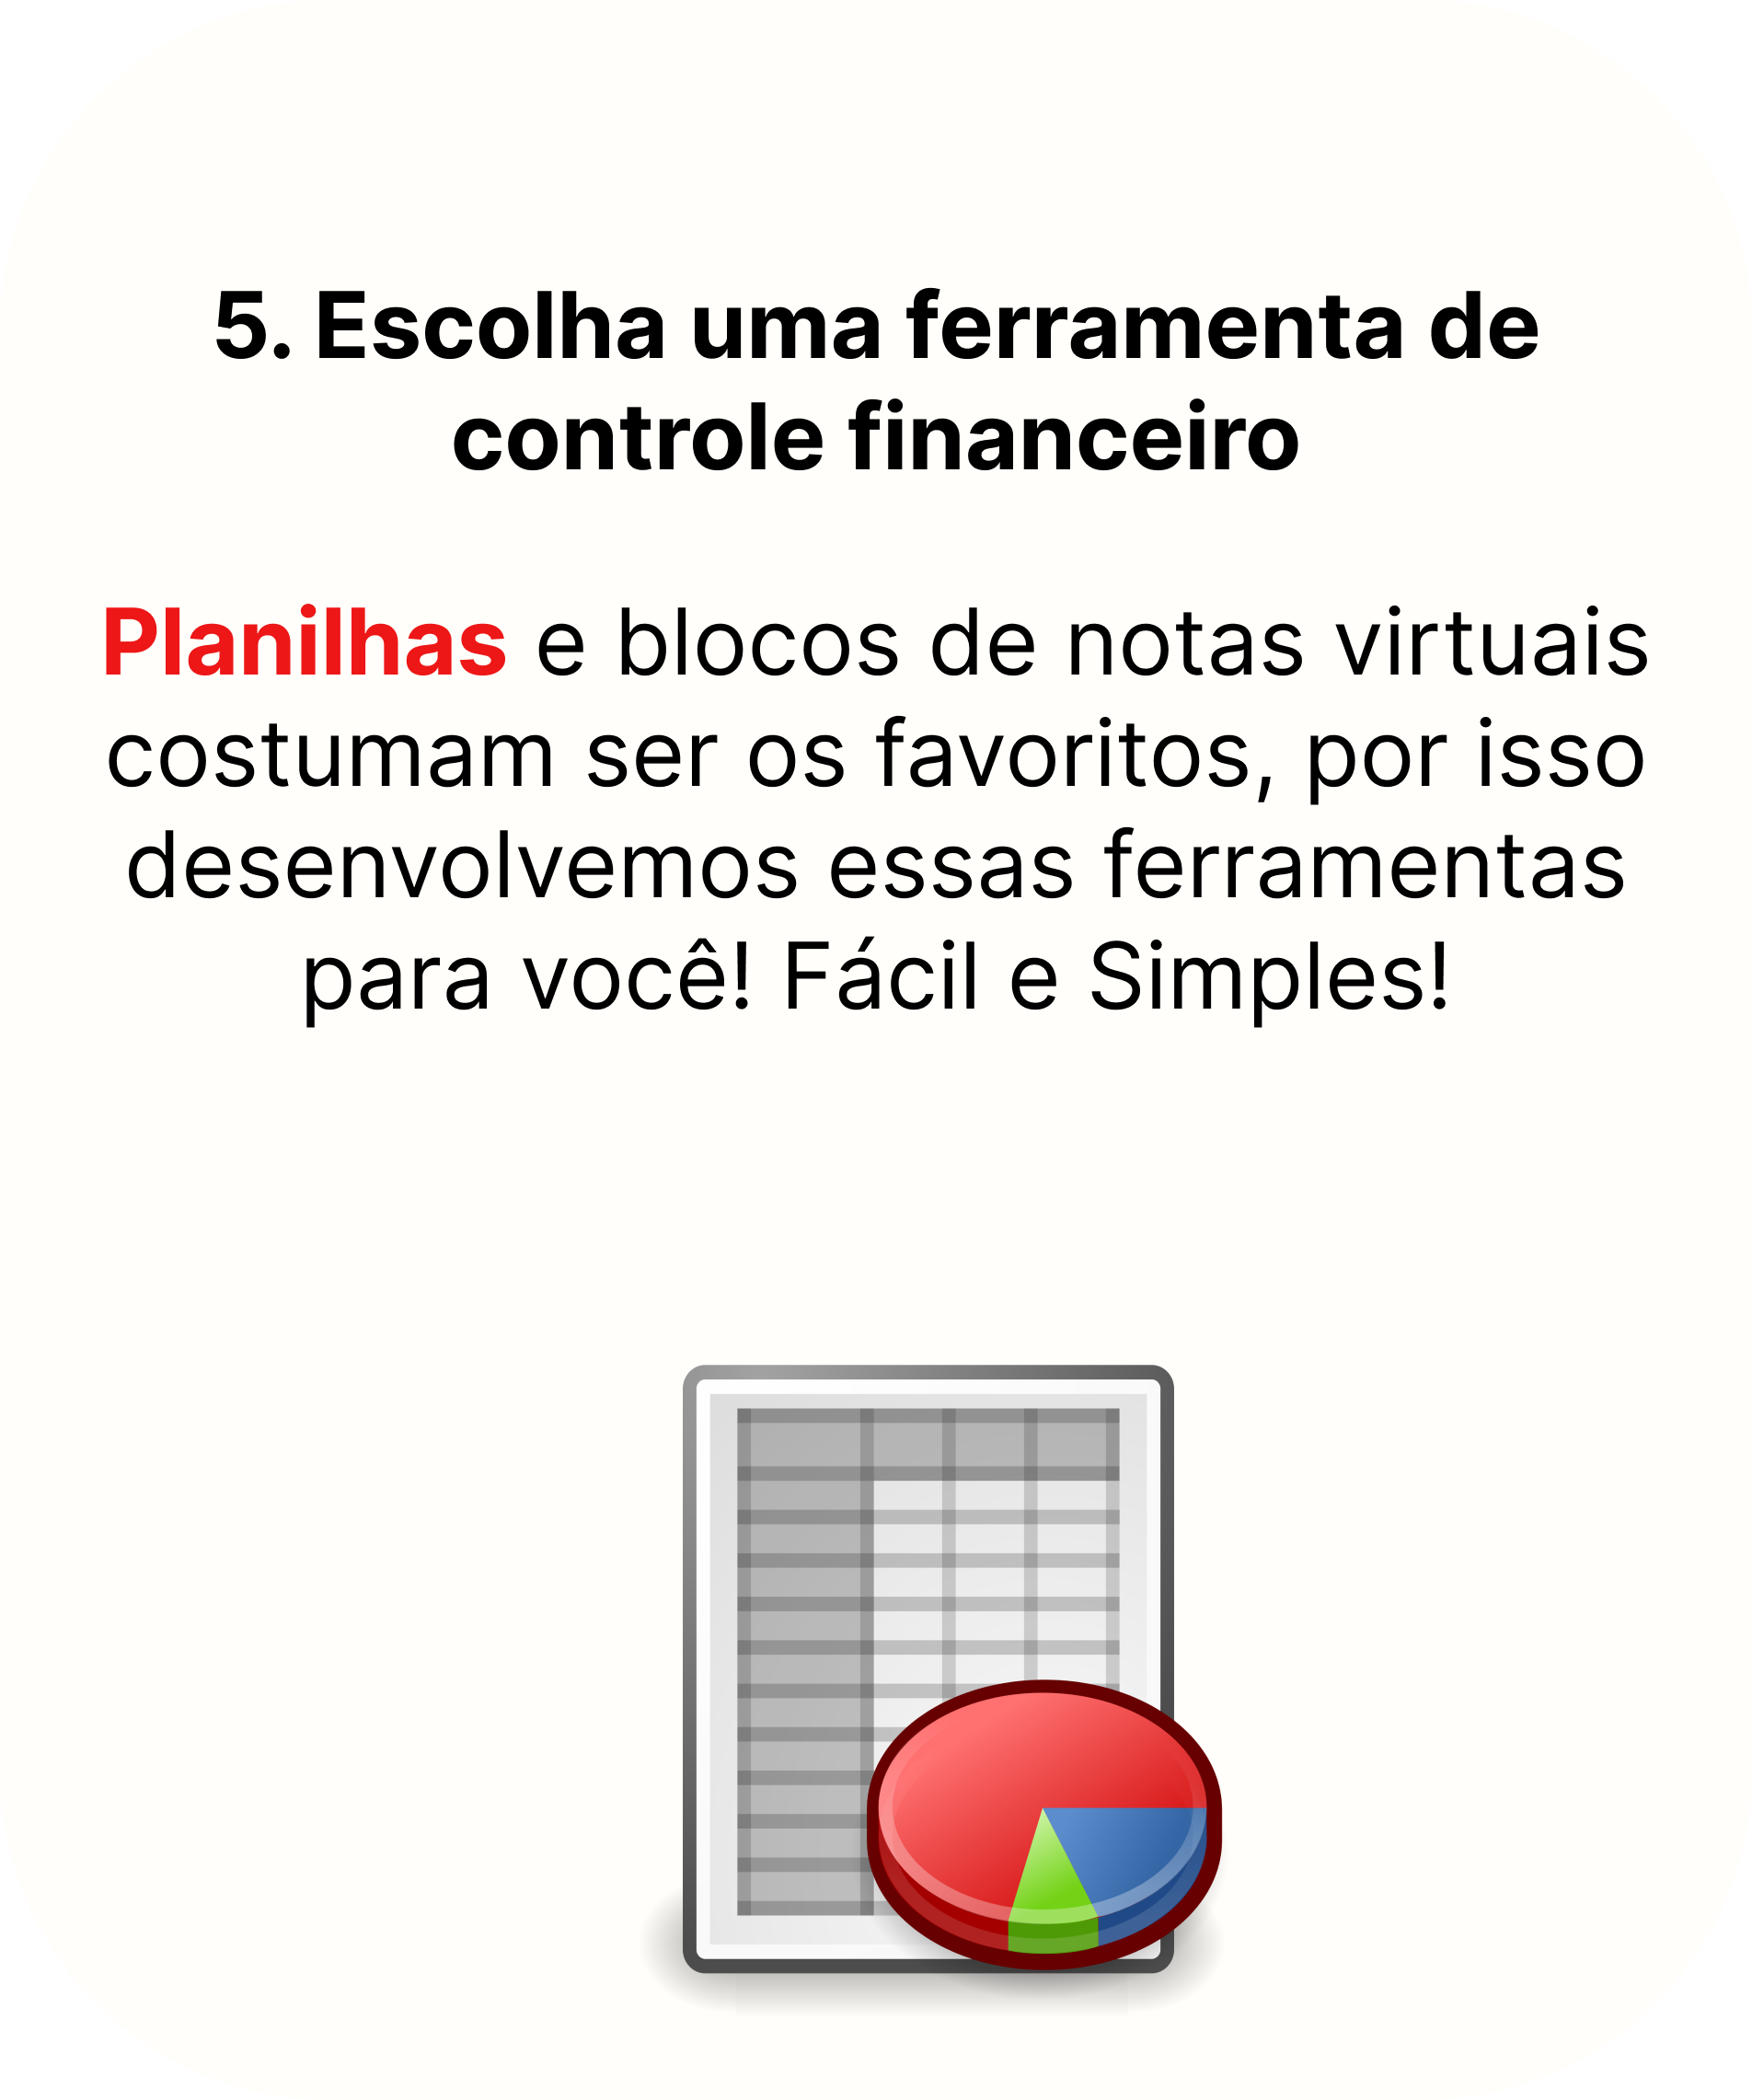 5. Escolha uma ferramenta de
controle financeiro
Planilhas e blocos de notas virtuais
costumam ser os favoritos, por isso
desenvolvemos essas ferramentas
para você! Fácil e Simples!